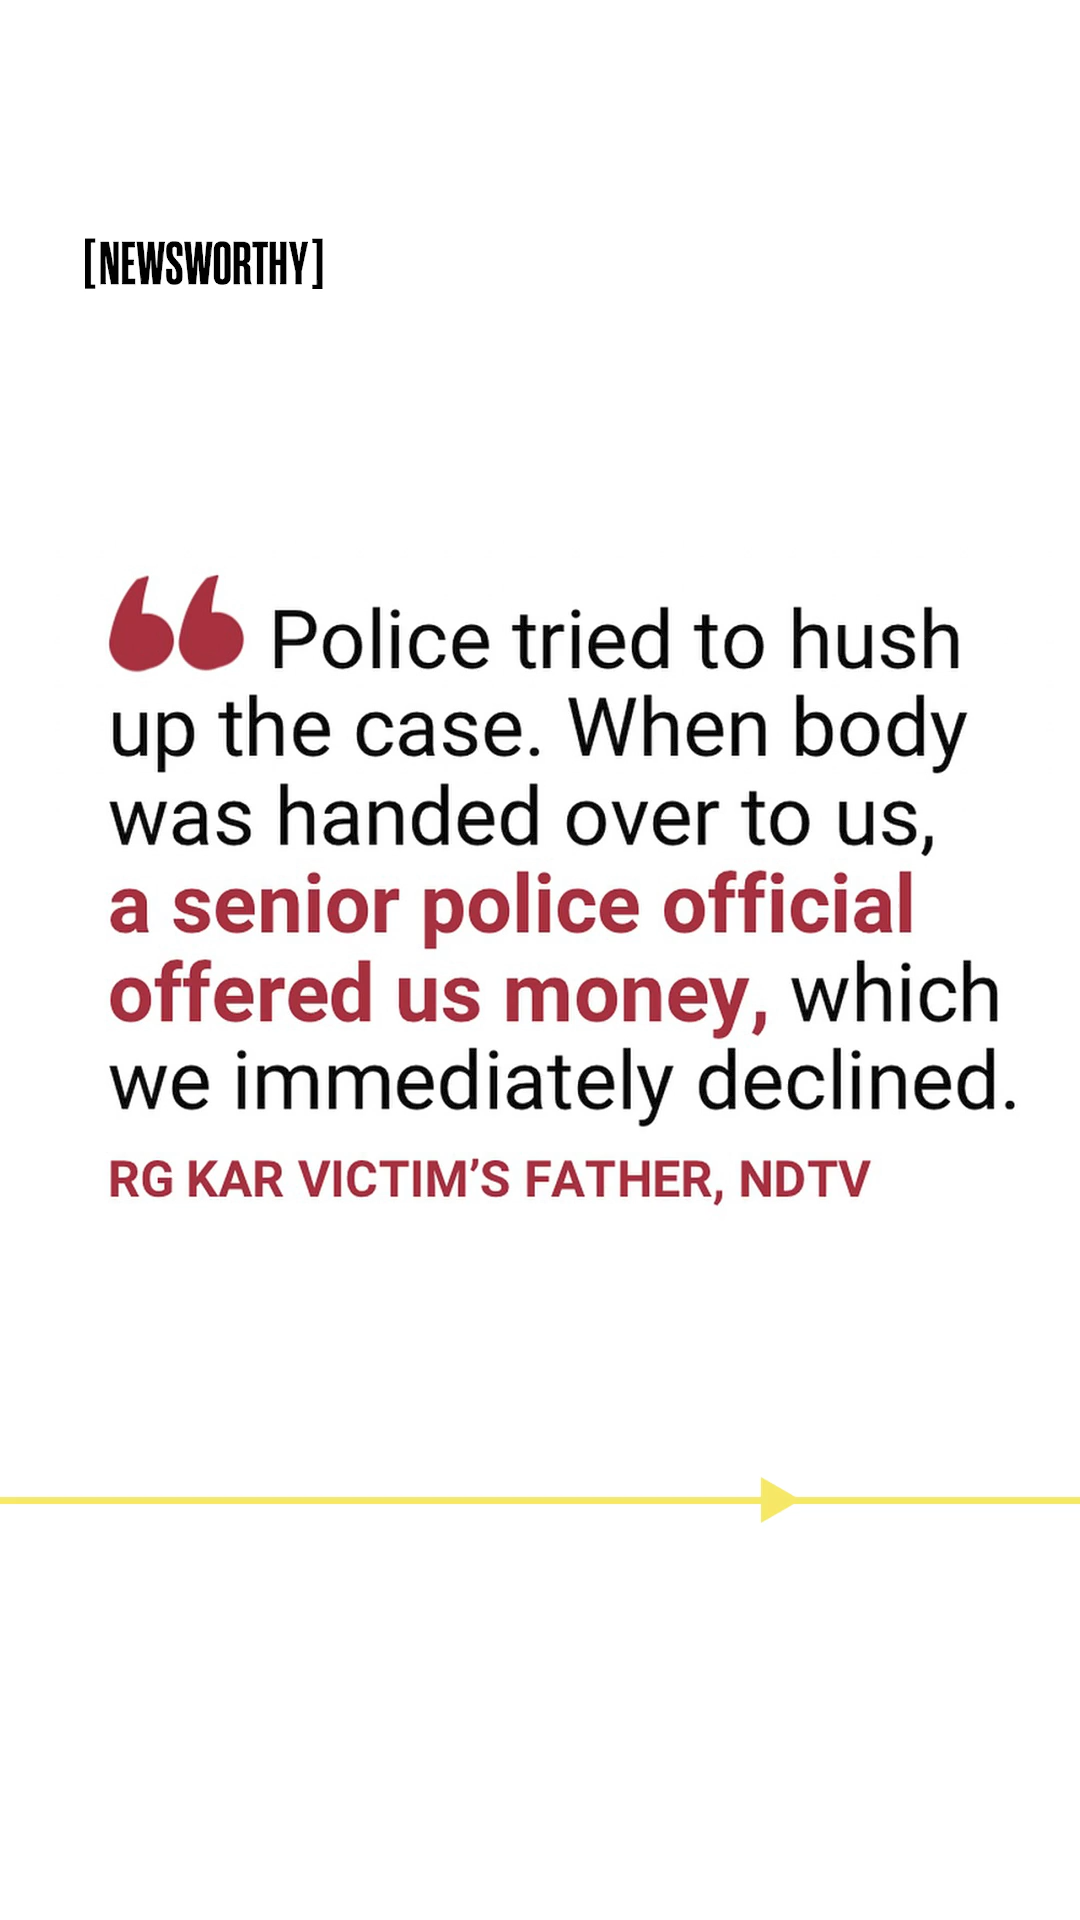 [NEWSWORTHY]
“ Police tried to hush
up the case. When body
was handed over to us,
a senior police official
offered us money, which
we immediately declined.
RG KAR VICTIM’S FATHER, NDTV